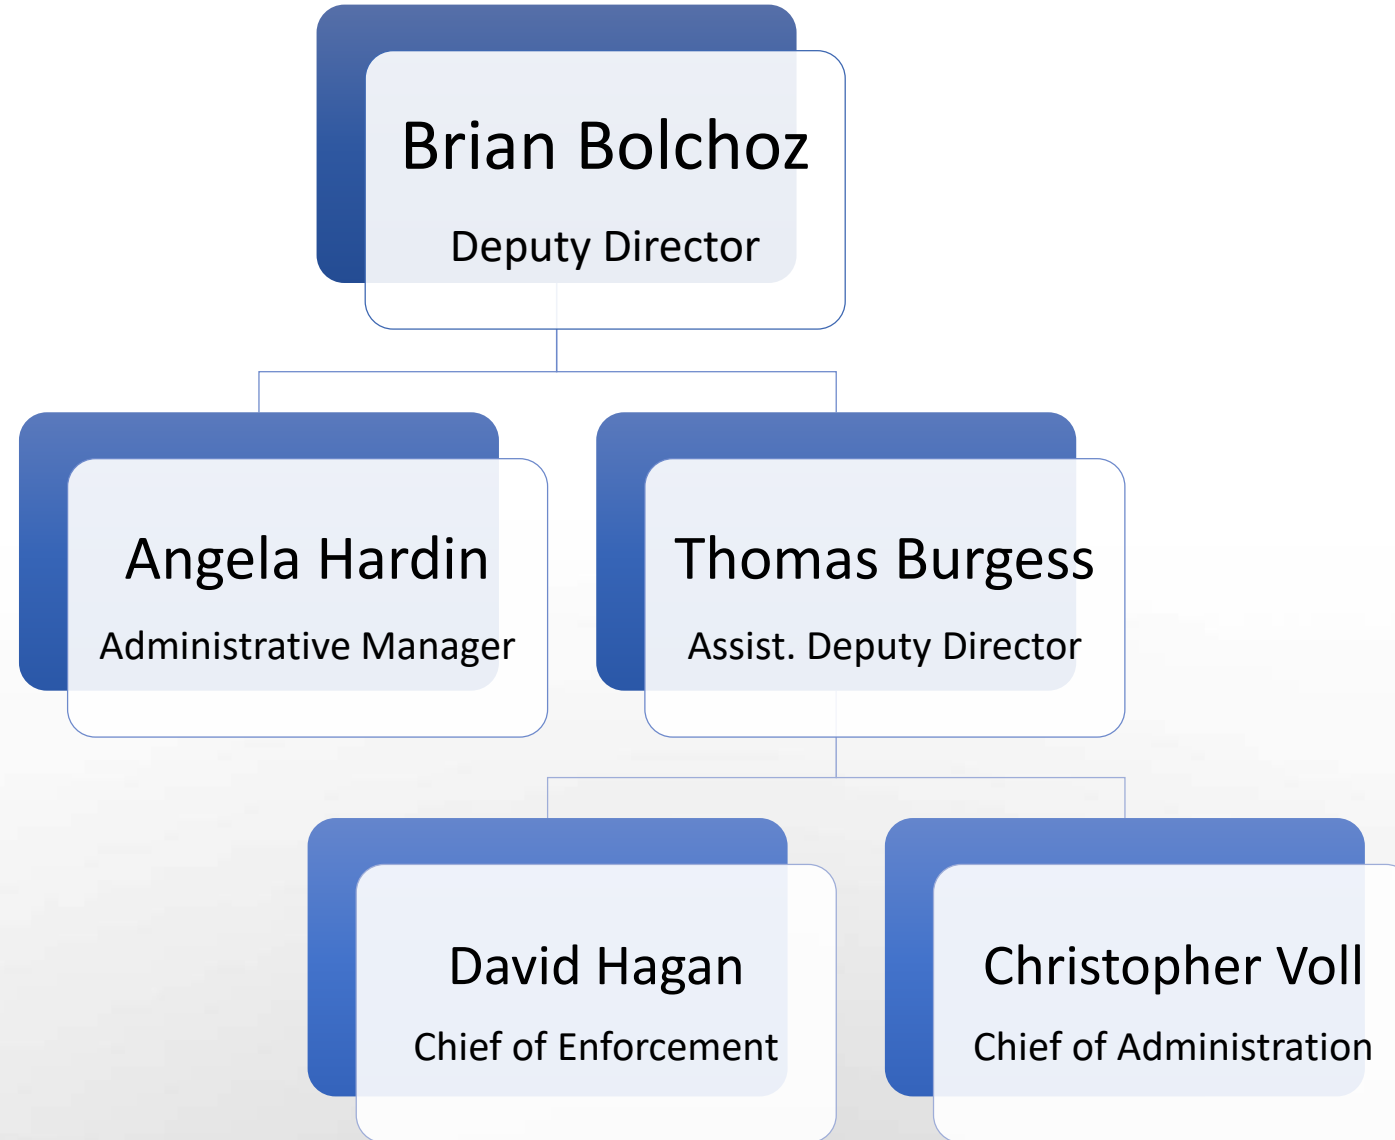 Brian Bolchoz
Deputy Director
Angela Hardin
Administrative Manager
Thomas Burgess
Assist. Deputy Director
David Hagan
Chief of Enforcement
Christopher Voll
Chief of Administration